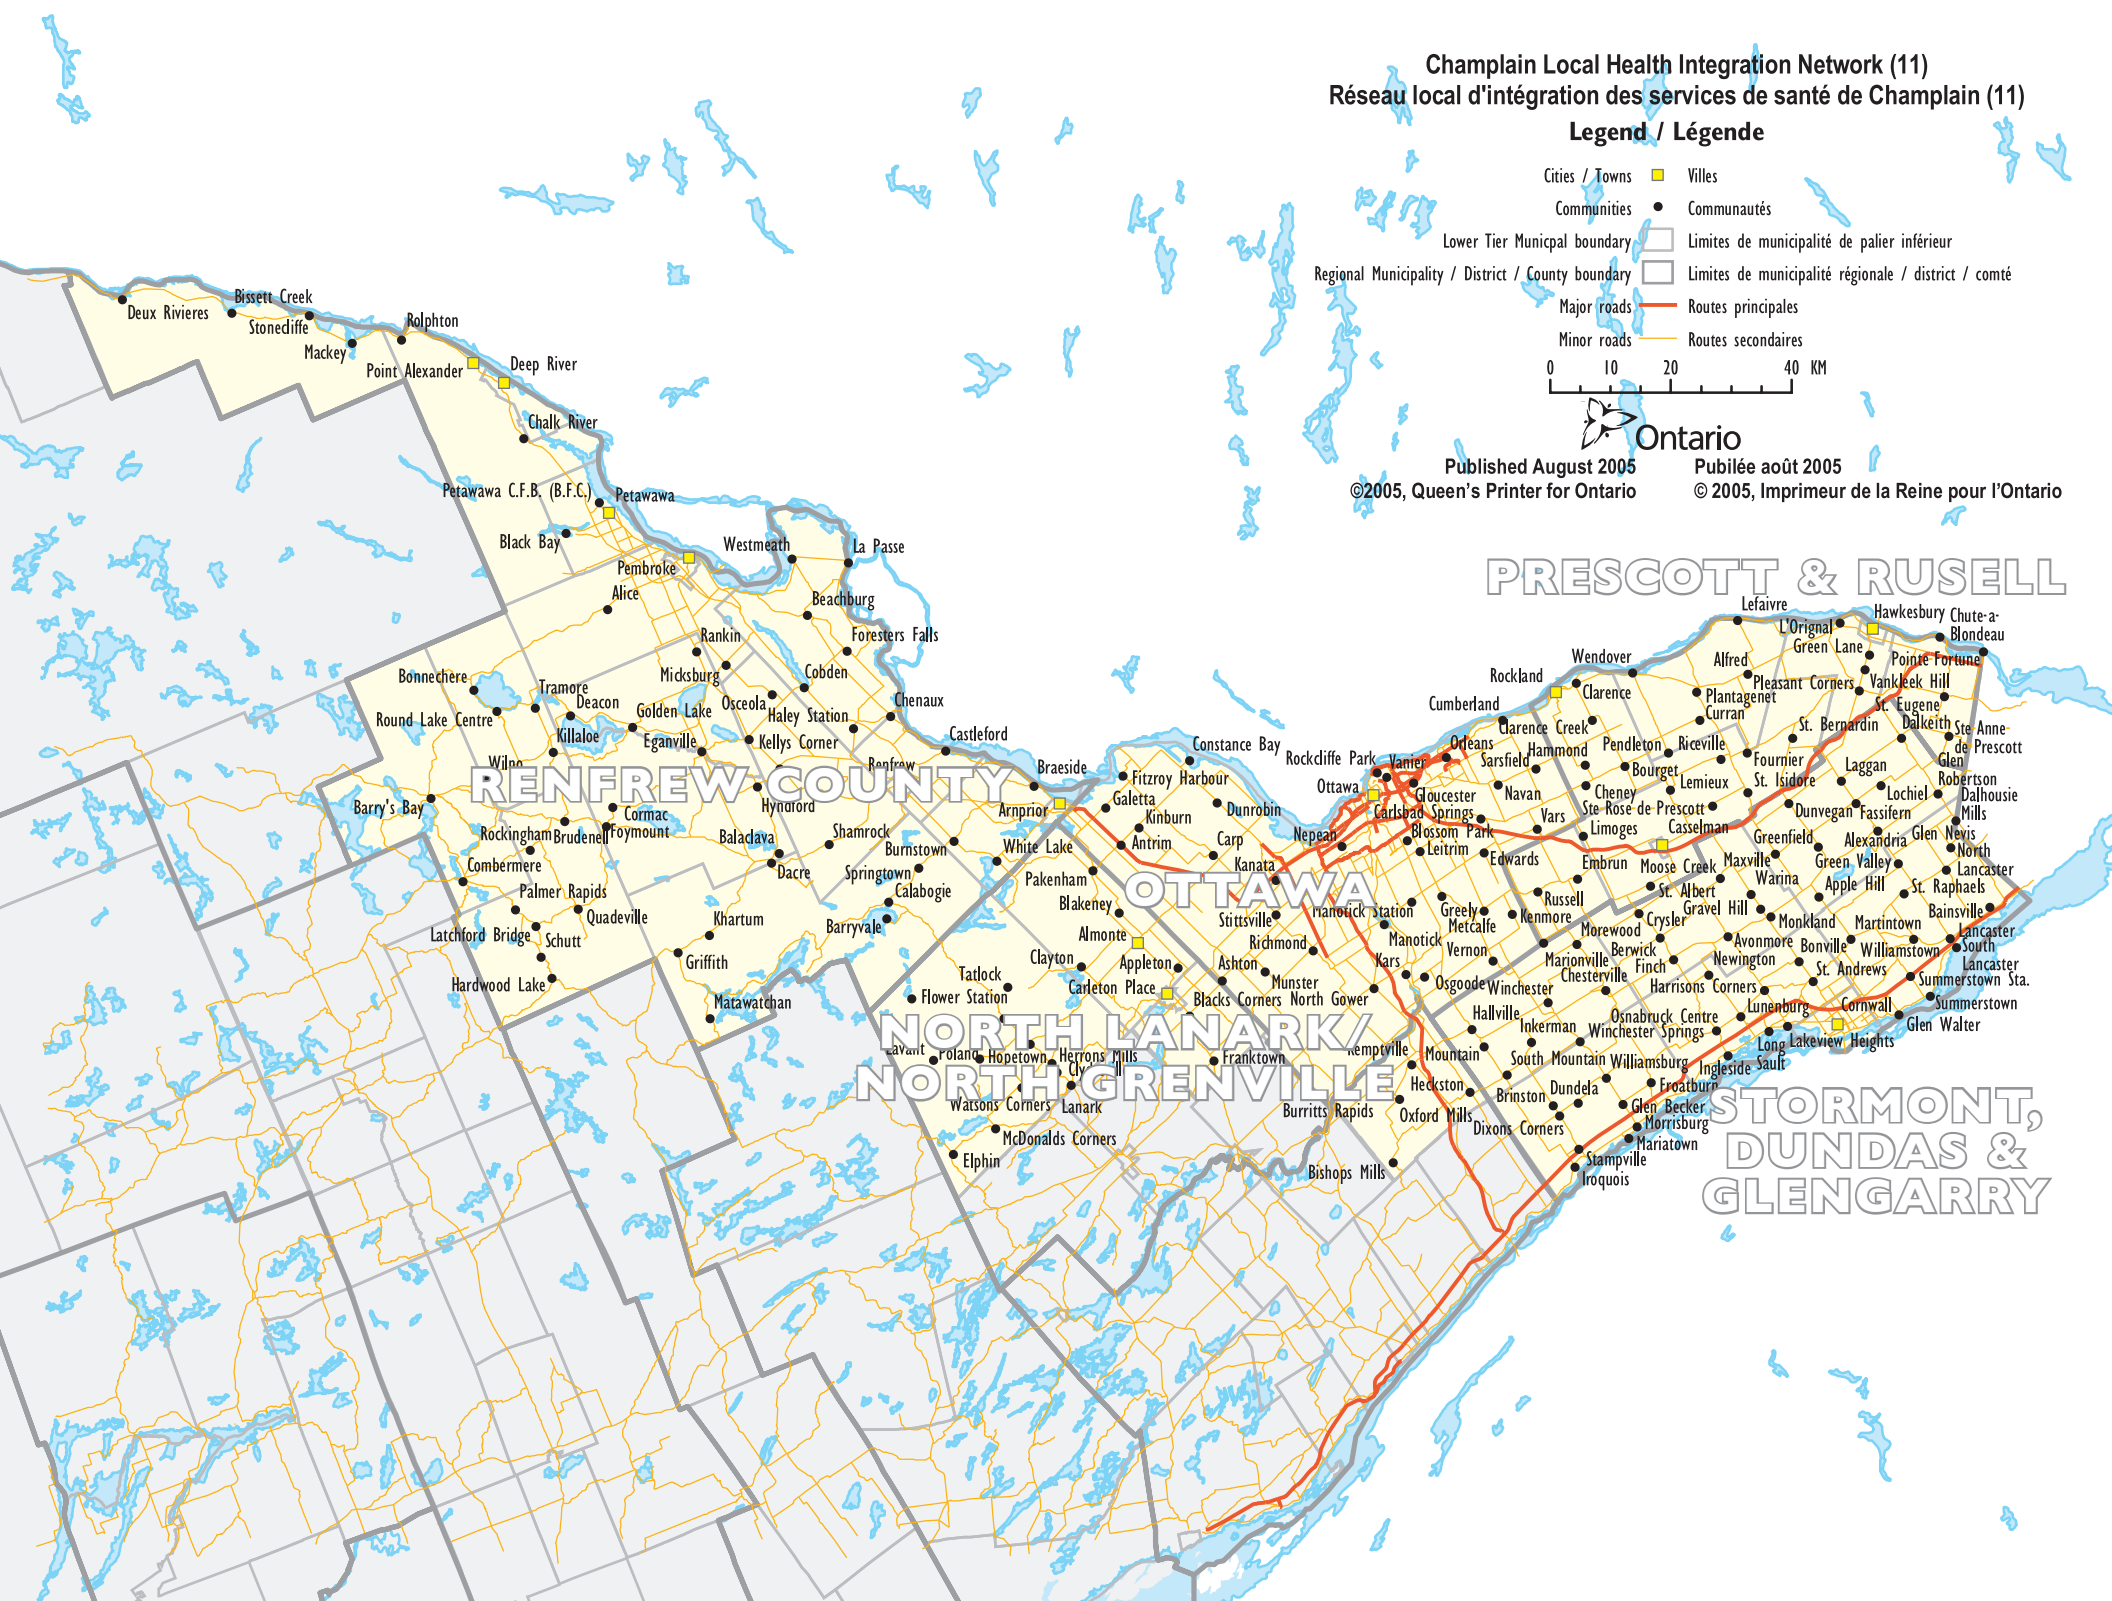 Champlain Local Health Integration Network (11)
Réseau local d'intégration des services de santé de Champlain (11)
Legend / Légende
Cities / Towns Villes
Communities Communautés
Lower Tier Municpal boundary Limites de municipalité de palier inférieur
Regional Municipality / District / County boundary Limites de municipalité régionale / district / comté
Major roads Routes principales
Minor roads Routes secondaires
0 10 20 40 KM
Ontario
Published August 2005 Pubilée août 2005
©2005, Queen's Printer for Ontario © 2005, Imprimeur de la Reine pour l'Ontario
PRESCOTT & RUSELL
RENFREW COUNTY
OTTAWA
NORTH LANARK/
NORTH GRENVILLE
STORMONT,
DUNDAS &
GLENGARRY
Deux Rivieres
Bissett Creek
Stonecliffe
Mackey
Rolphton
Point Alexander
Deep River
Chalk River
Petawawa C.F.B. (B.F.C.)
Petawawa
Black Bay
Pembroke
Westmeath
La Passe
Alice
Beachburg
Rankin
Foresters Falls
Micksburg
Cobden
Bonnechere
Tramore
Deacon
Round Lake Centre
Golden Lake
Osceola
Haley Station
Chenaux
Killaloe
Eganville
Kellys Corner
Castleford
Wilno
Renfrew
Braeside
Barry's Bay
Hyndford
Arnprior
Cormac
Rockingham
Brudenell
Foymount
Balaclava
Shamrock
Burnstown
White Lake
Combermere
Dacre
Springtown
Calabogie
Palmer Rapids
Quadeville
Khartum
Barryvale
Latchford Bridge
Schutt
Griffith
Hardwood Lake
Matawatchan
Constance Bay
Fitzroy Harbour
Galetta
Dunrobin
Kinburn
Antrim
Carp
Kanata
Pakenham
Blakeney
Almonte
Stittsville
Richmond
Clayton
Appleton
Ashton
Munster
Tatlock
Flower Station
Carleton Place
Blacks Corners
North Gower
Lavant
Poland
Hopetown
Herrons Mills
Franktown
Watsons Corners
Lanark
McDonalds Corners
Elphin
Kemptville
Burritts Rapids
Oxford Mills
Heckston
Bishops Mills
Rockcliffe Park
Vanier
Orleans
Ottawa
Gloucester
Carlsbad Springs
Nepean
Blossom Park
Leitrim
Edwards
Cumberland
Sarsfield
Navan
Vars
Manotick Station
Greely
Metcalfe
Kenmore
Manotick
Vernon
Kars
Osgoode
Rockland
Wendover
Clarence
Clarence Creek
Hammond
Cheney
Bourget
Pendleton
Riceville
Lemieux
Ste Rose de Prescott
Limoges
Casselman
Embrun
Russell
Moose Creek
St. Albert
Lefaivre
Hawkesbury
Chute-a-
Blondeau
L'Orignal
Green Lane
Pointe Fortune
Alfred
Pleasant Corners
Vankleek Hill
Plantagenet
Curran
St. Eugene
St. Bernardin
Dalkeith
Ste Anne
de Prescott
Fournier
St. Isidore
Laggan
Glen
Robertson
Lochiel
Dalhousie
Mills
Dunvegan
Fassifern
Greenfield
Alexandria
Glen Nevis
North
Lancaster
Maxville
Green Valley
Warina
Apple Hill
St. Raphaels
Bainsville
Gravel Hill
Monkland
Martintown
Lancaster
South
Lancaster
Crysler
Morewood
Berwick
Avonmore
Bonville
Williamstown
Marionville
Finch
Newington
St. Andrews
Summerstown Sta.
Chesterville
Harrisons Corners
Summerstown
Winchester
Lunenburg
Cornwall
Glen Walter
Hallville
Inkerman
Osnabruck Centre
Winchester Springs
Long
Sault
Lakeview Heights
Mountain
South Mountain
Williamsburg
Ingleside
Brinston
Dundela
Froatburn
Glen Becker
Dixons Corners
Morrisburg
Mariatown
Stampville
Iroquois